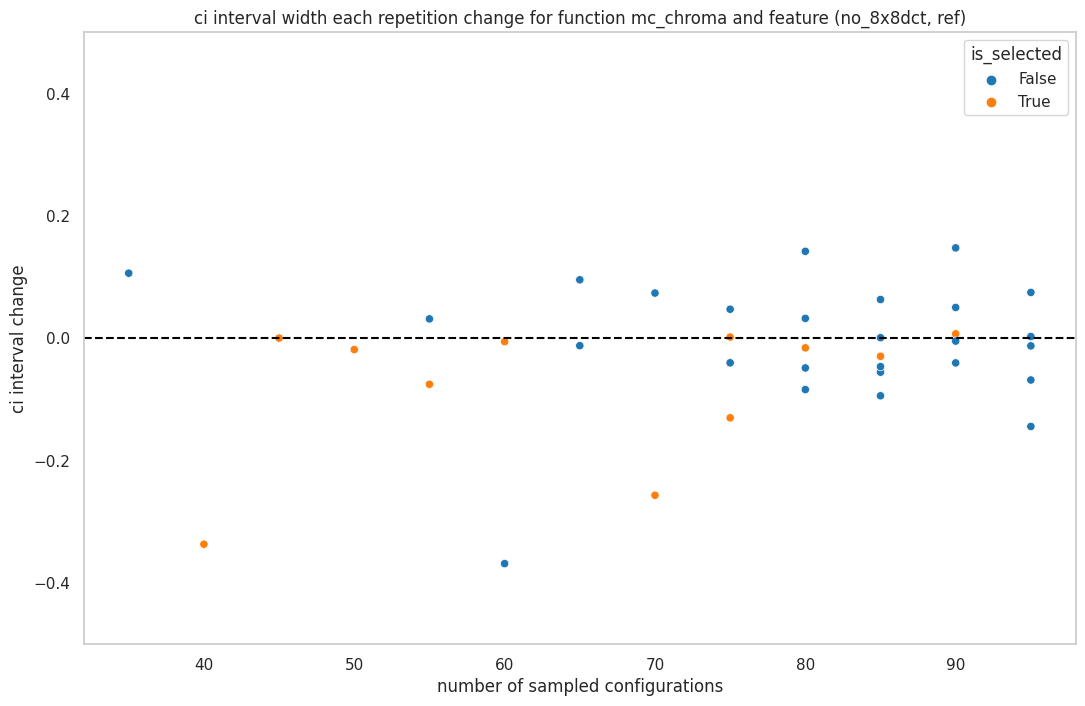 ci interval width each repetition change for function mc_chroma and feature (no_8x8dct, ref)
is_selected
False
True
ci interval change
0.4
0.2
0.0
−0.2
−0.4
40 50 60 70 80 90
number of sampled configurations